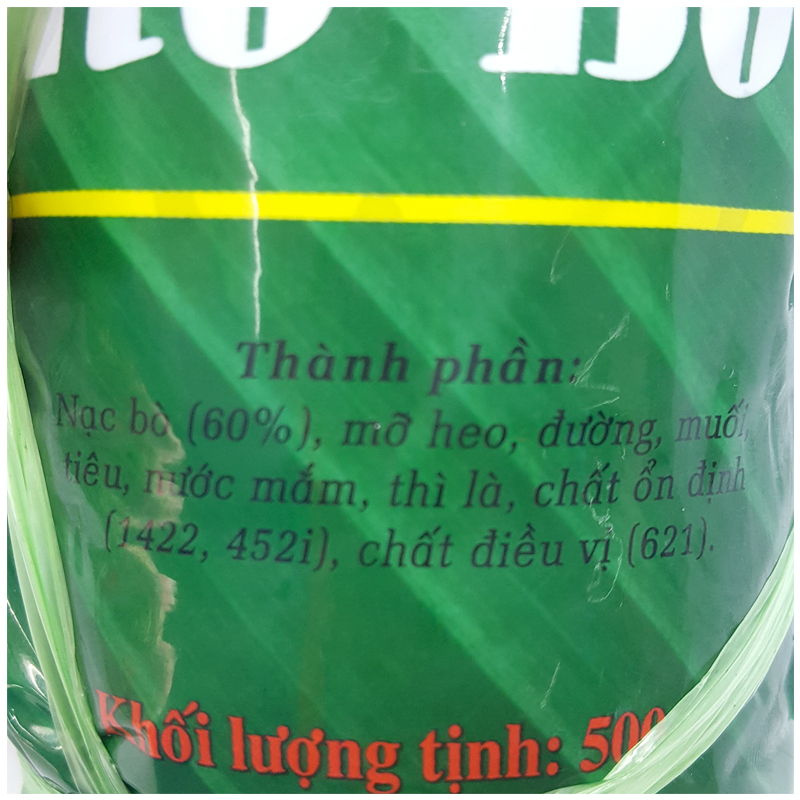 Thành phần:
Nạc bò (60%), mỡ heo, đường, muối,
tiêu, nước mắm, thì là, chất ổn định
(1422, 452i), chất điều vị (621).
Khối lượng tịnh: 500